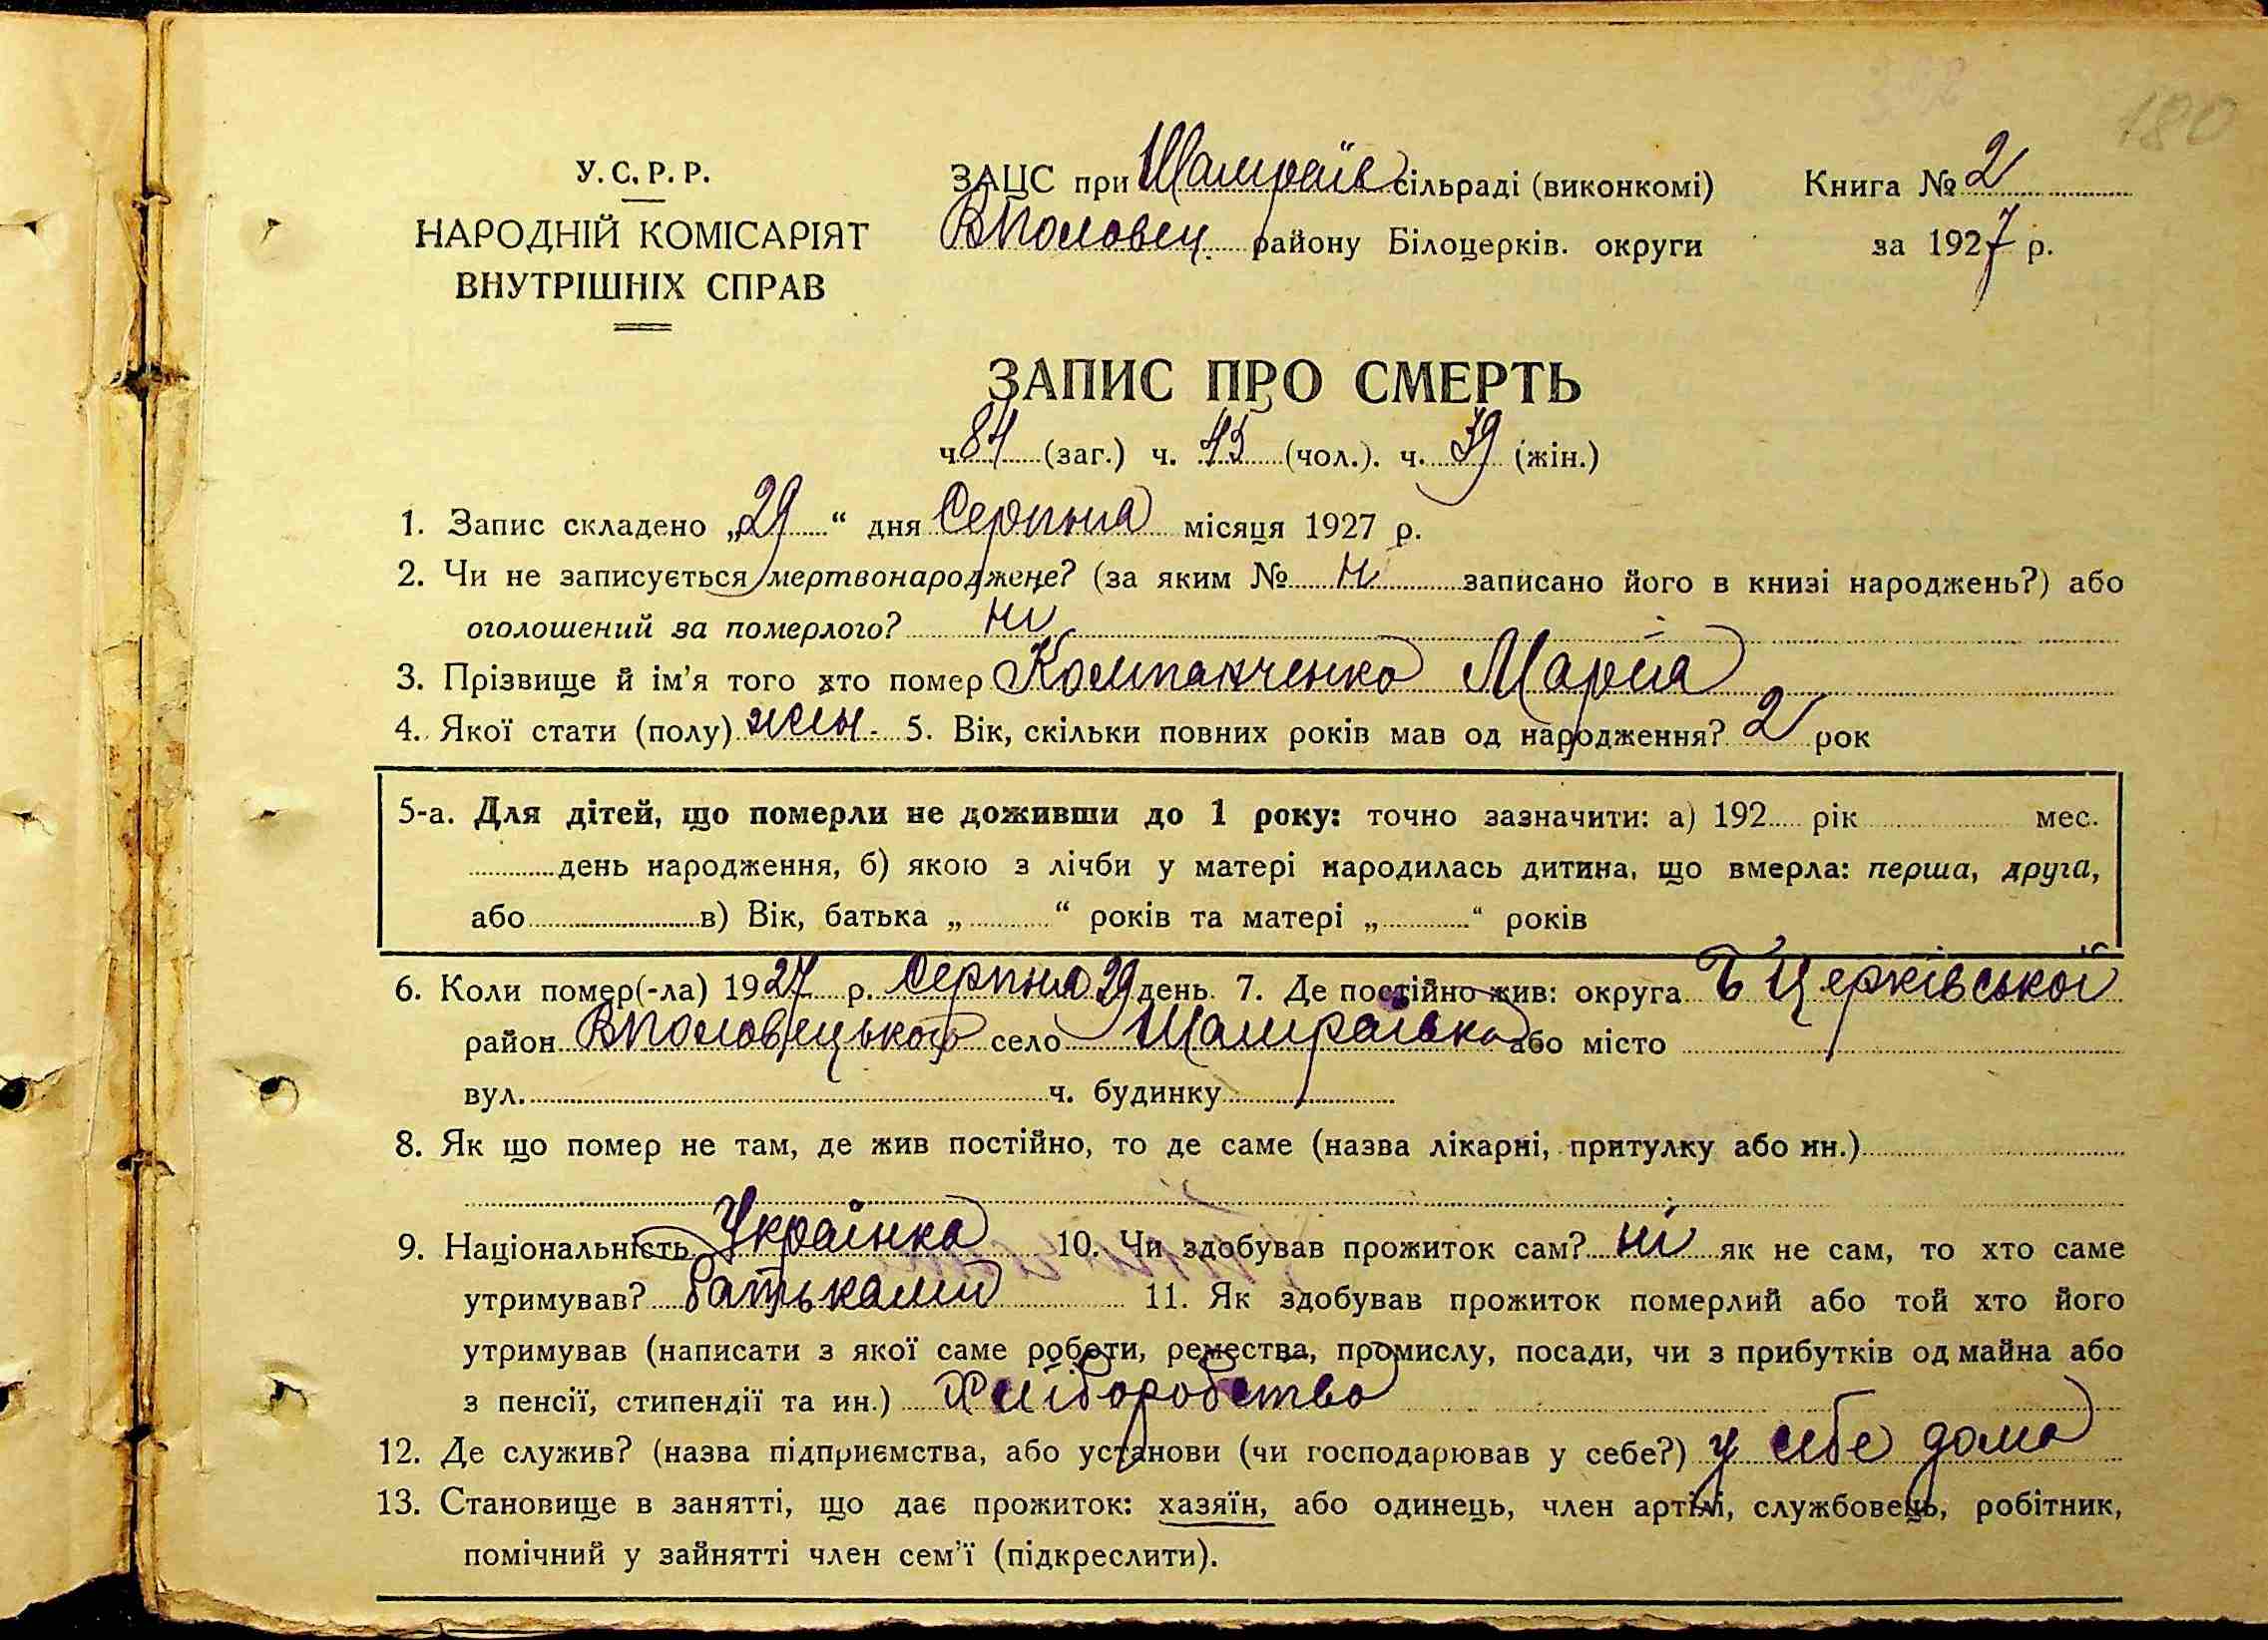 180
У.С.Р.Р.
НАРОДНІЙ КОМІСАРІЯТ
ВНУТРІШНІХ СПРАВ
ЗАЦС при Шамраїв сільраді (виконкомі)
ВПоловец. району Білоцерків. округи
Книга № 2
за 1927 р.
ЗАПИС ПРО СМЕРТЬ
ч. 84 (заг.) ч. 45 (чол.). ч. 39 (жін.)
1. Запис складено „29“ дня Серпня місяця 1927 р.
2. Чи не записується мертвонароджене? (за яким № ні записано його в книзі народжень?) або
оголошений за померлого? ні
3. Прізвище й ім’я того хто помер Компанченко Марія
4. Якої стати (полу) жін. 5. Вік, скільки повних років мав од народження? 2 рок
5-а. Для дітей, що померли не доживши до 1 року: точно зазначити: а) 192 рік мес.
день народження, б) якою з лічби у матері народилась дитина, що вмерла: перша, друга,
або в) Вік, батька „ “ років та матері „ “ років
6. Коли помер(-ла) 1927 р. Серпня 29 день. 7. Де постійно жив: округа Б Церківської
район ВПоловецького село Шамраївка або місто
вул. ч. будинку
8. Як що помер не там, де жив постійно, то де саме (назва лікарні, притулку або ин.)
9. Національність Українка 10. Чи здобував прожиток сам? ні як не сам, то хто саме
утримував? батьками 11. Як здобував прожиток померлий або той хто його
утримував (написати з якої саме роботи, ремества, промислу, посади, чи з прибутків од майна або
з пенсії, стипендії та ин.) Хліборобство
12. Де служив? (назва підприємства, або установи (чи господарював у себе?) у себе дома
13. Становище в занятті, що дає прожиток: хазяїн, або одинець, член артілі, службовець, робітник,
помічний у зайнятті член сем’ї (підкреслити).